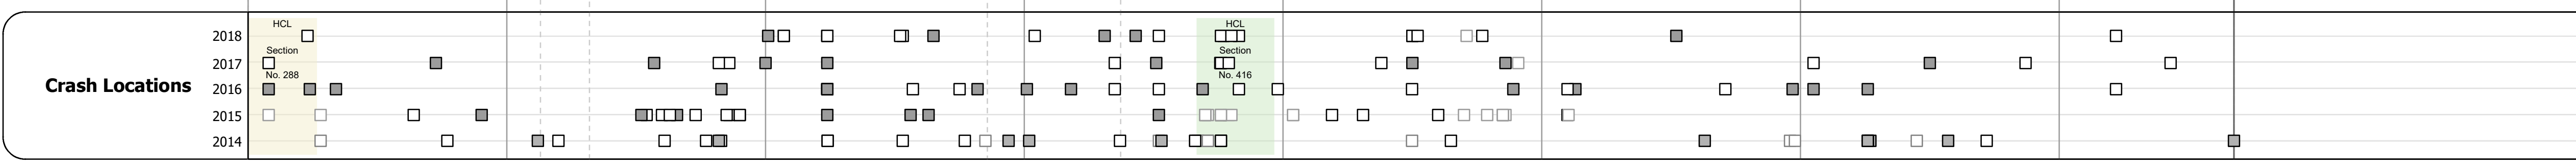 Crash Locations
2018
2017
2016
2015
2014
HCL
Section
No. 288
HCL
Section
No. 416